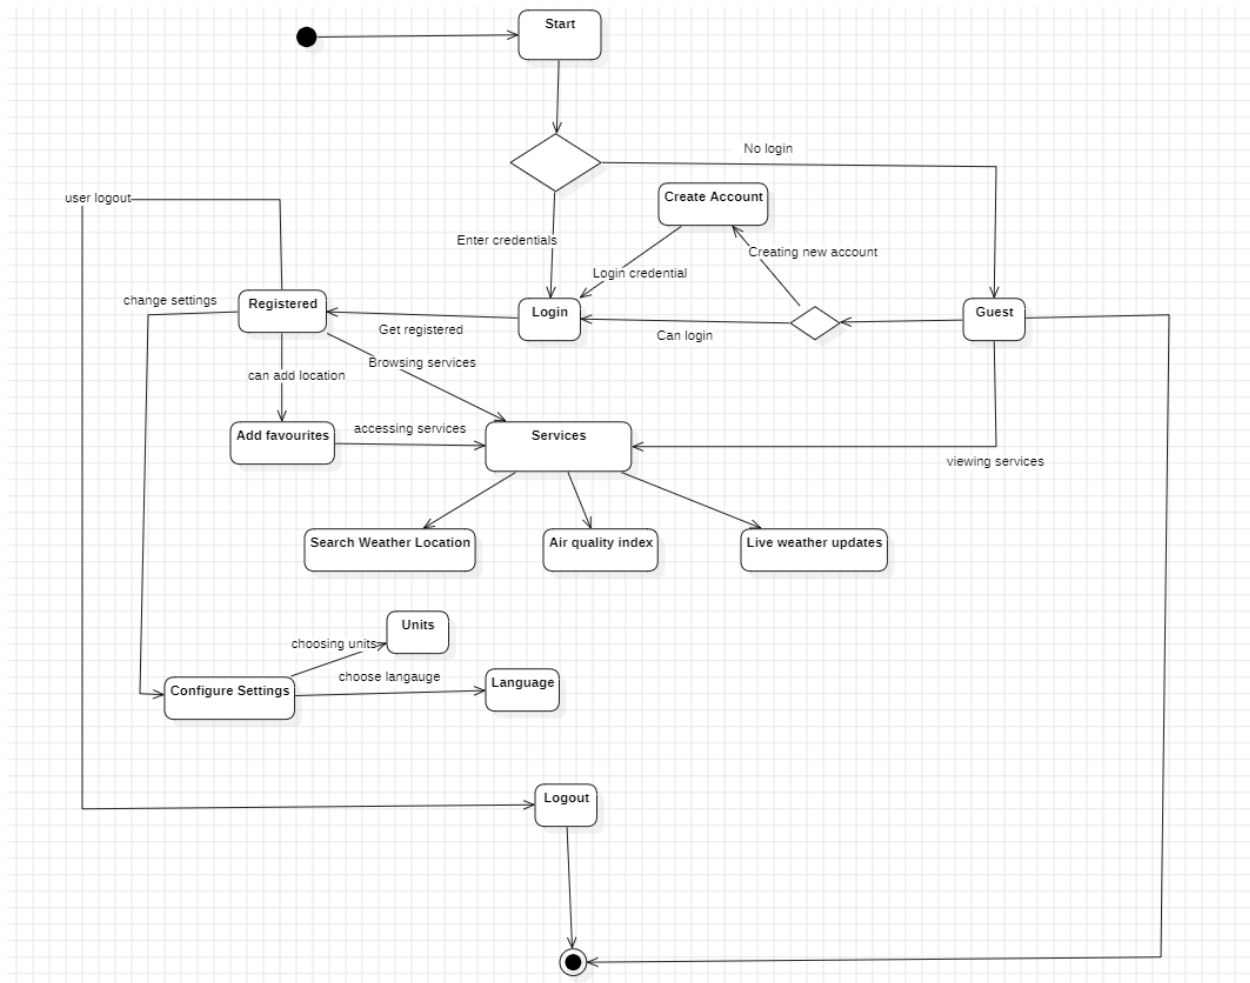 Start
No login
Create Account
user logout
Enter credentials
Creating new account
Login credential
change settings
Registered
Login
Guest
Get registered
Can login
Browsing services
can add location
Add favourites
accessing services
Services
viewing services
Search Weather Location
Air quality index
Live weather updates
Units
choosing units
choose langauge
Configure Settings
Language
Logout